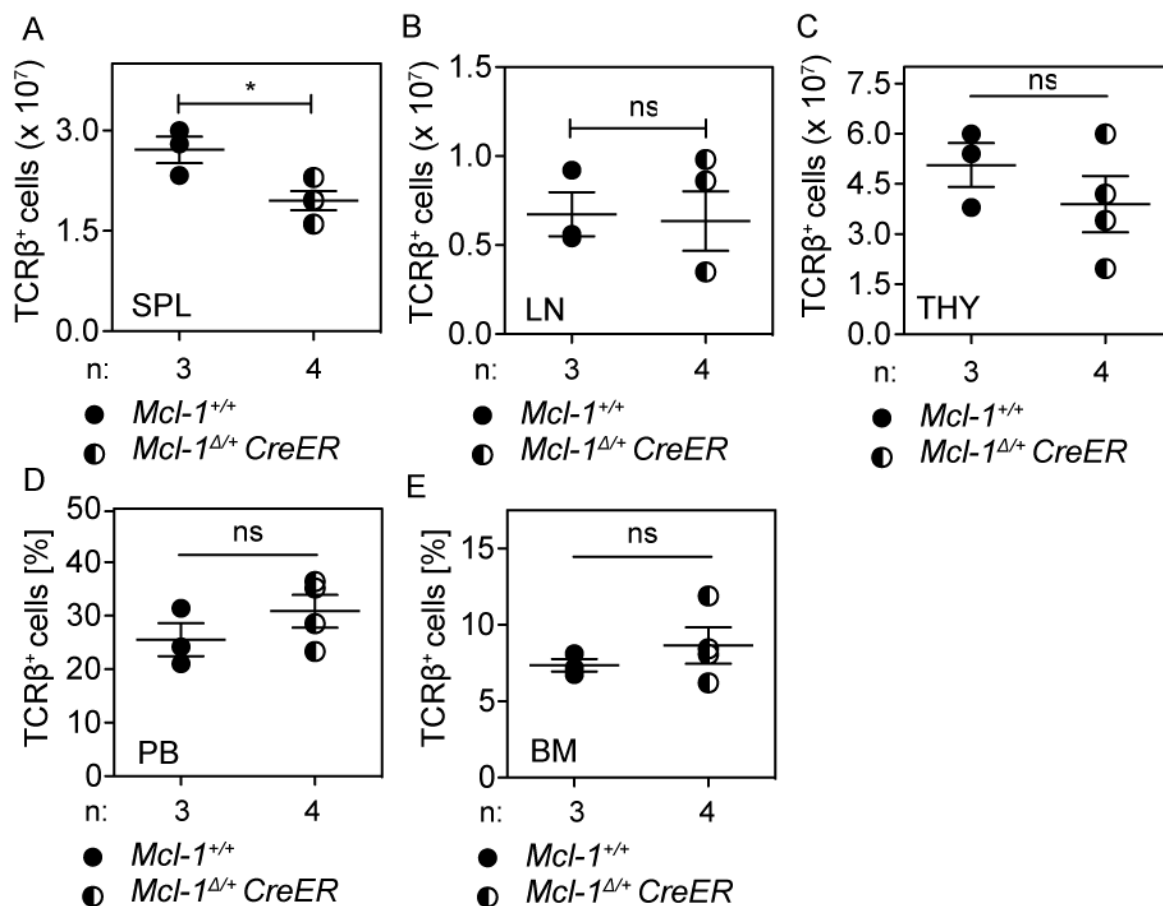 A
TCRβ⁺ cells (x 10⁷)
3.0
1.5
0.0
*
SPL
n: 3 4
Mcl-1⁺/⁺
Mcl-1Δ/⁺ CreER
B
TCRβ⁺ cells (x 10⁷)
1.5
1.0
0.5
0.0
ns
LN
n: 3 4
Mcl-1⁺/⁺
Mcl-1Δ/⁺ CreER
C
TCRβ⁺ cells (x 10⁷)
7.5
6.0
4.5
3.0
1.5
0.0
ns
THY
n: 3 4
Mcl-1⁺/⁺
Mcl-1Δ/⁺ CreER
D
TCRβ⁺ cells [%]
50
40
30
20
10
0
ns
PB
n: 3 4
Mcl-1⁺/⁺
Mcl-1Δ/⁺ CreER
E
TCRβ⁺ cells [%]
15
10
5
0
ns
BM
n: 3 4
Mcl-1⁺/⁺
Mcl-1Δ/⁺ CreER